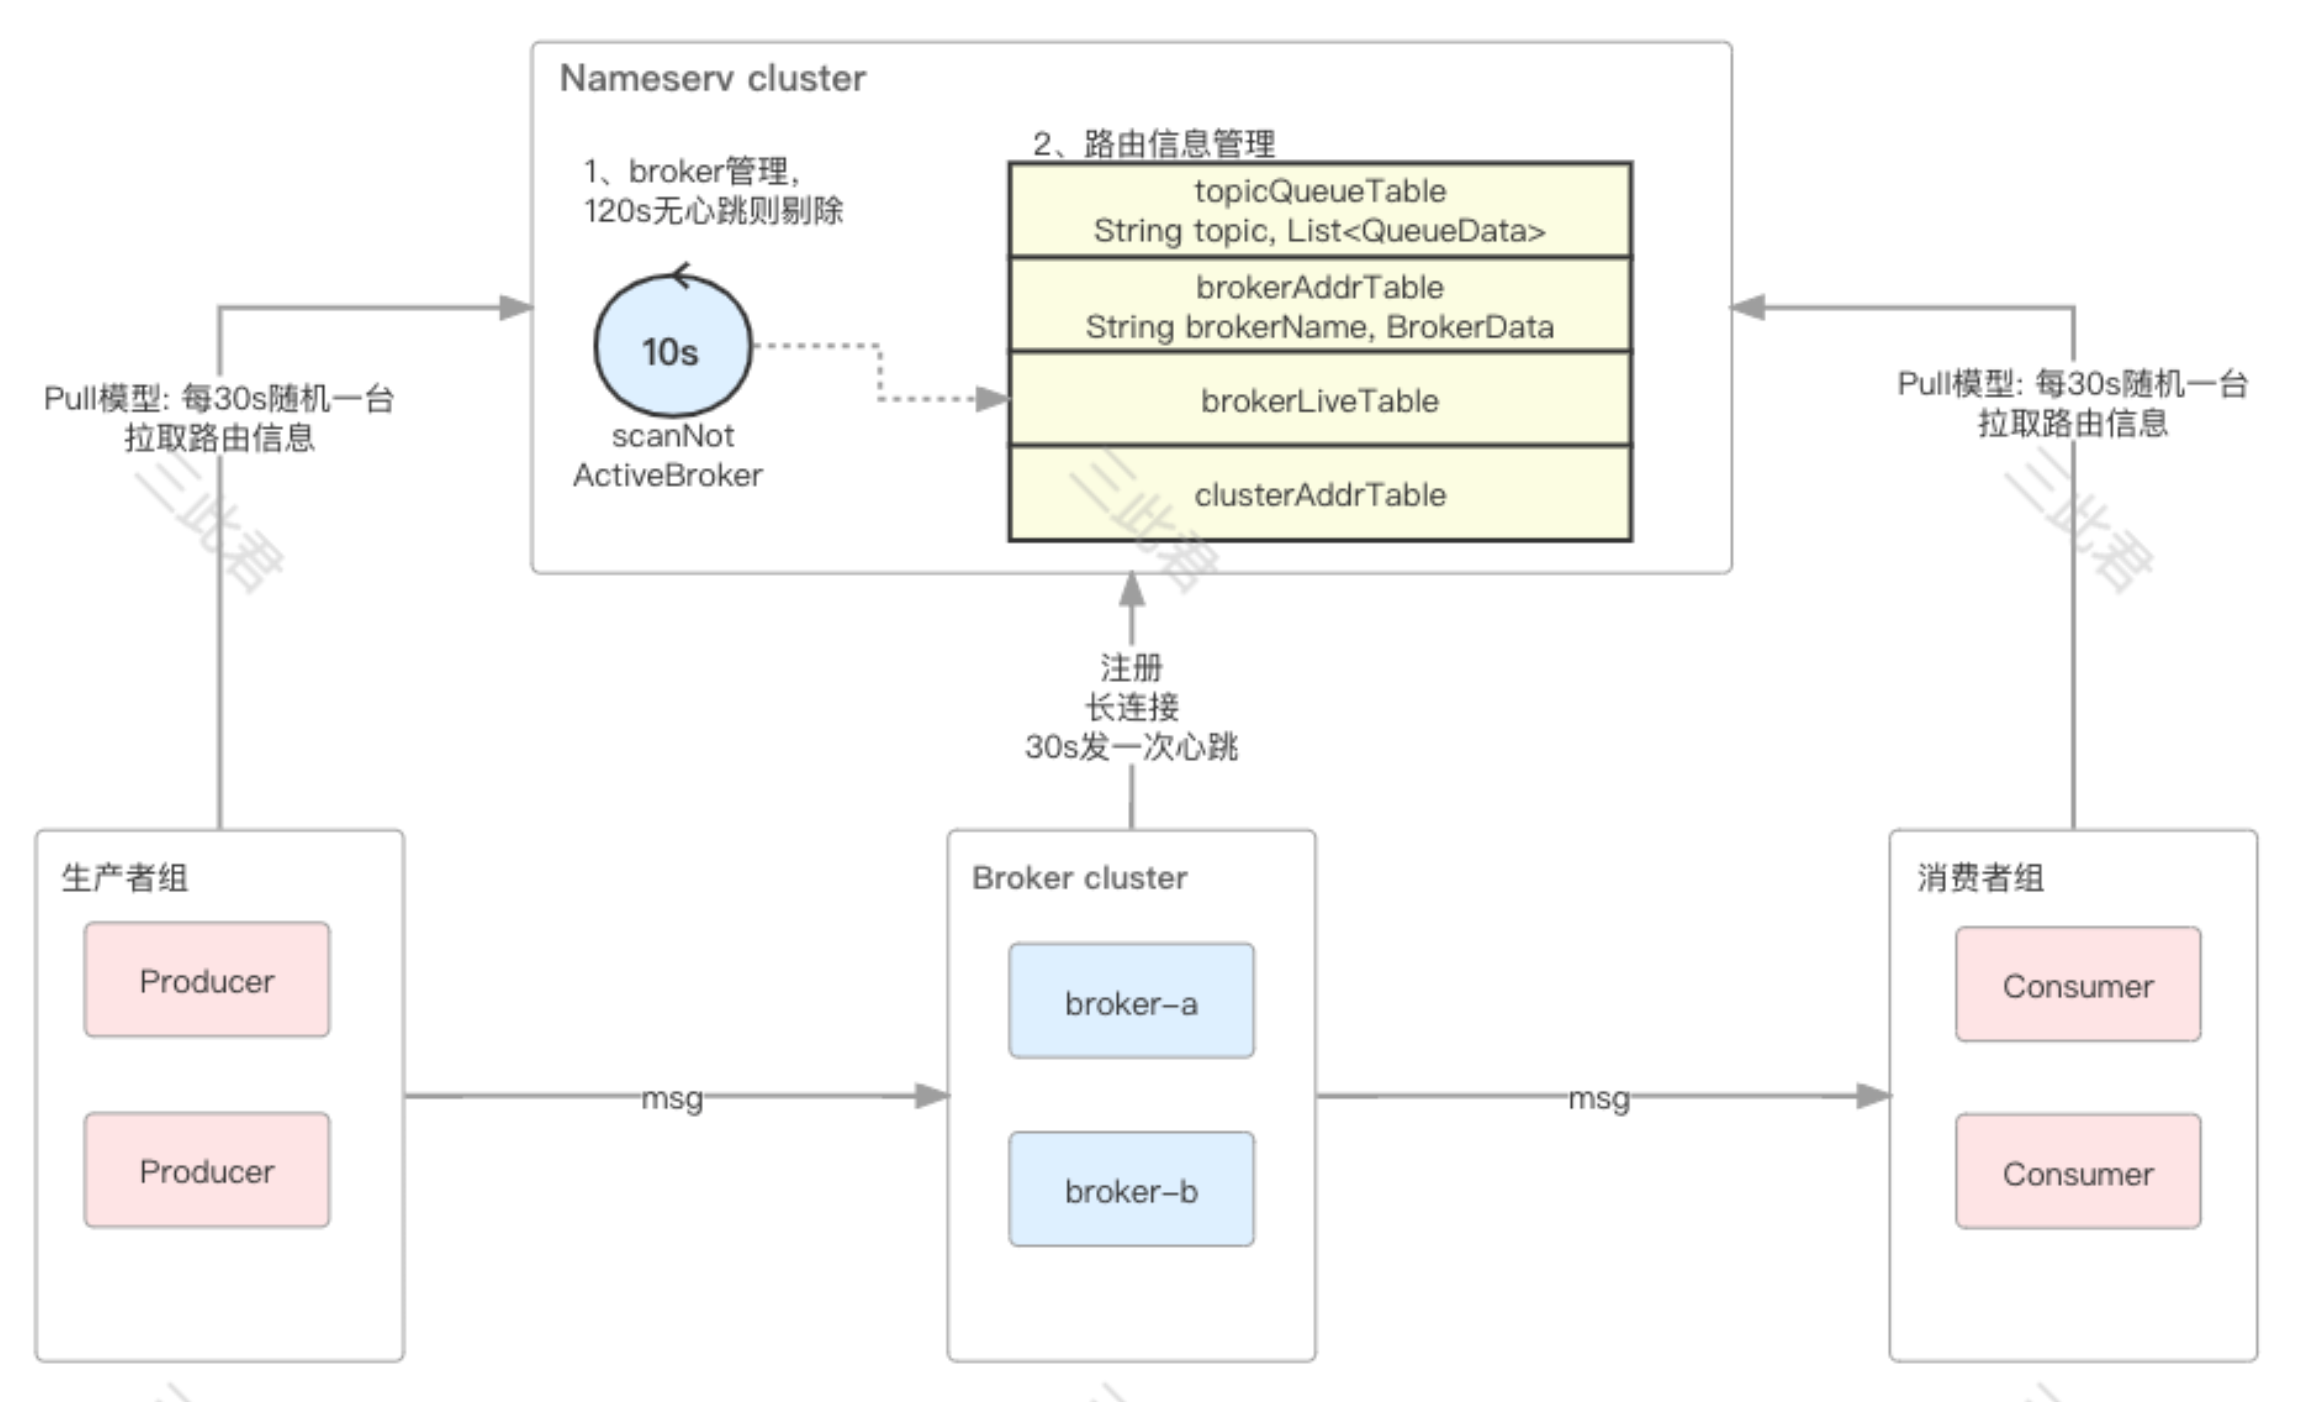 Nameserv cluster
1、broker管理,
120s无心跳则剔除
10s
scanNot
ActiveBroker
2、路由信息管理
topicQueueTable
String topic, List<QueueData>
brokerAddrTable
String brokerName, BrokerData
brokerLiveTable
clusterAddrTable
Pull模型: 每30s随机一台
拉取路由信息
Pull模型: 每30s随机一台
拉取路由信息
三此君
三此君
三此君
注册
长连接
30s发一次心跳
生产者组
Producer
Producer
msg
Broker cluster
broker-a
broker-b
msg
消费者组
Consumer
Consumer
三
三
三